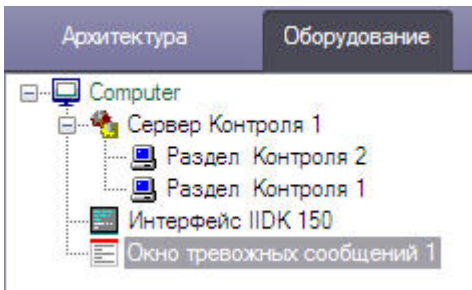 Архитектура Оборудование
Computer
Сервер Контроля 1
Раздел Контроля 2
Раздел Контроля 1
Интерфейс IIDK 150
Окно тревожных сообщений 1